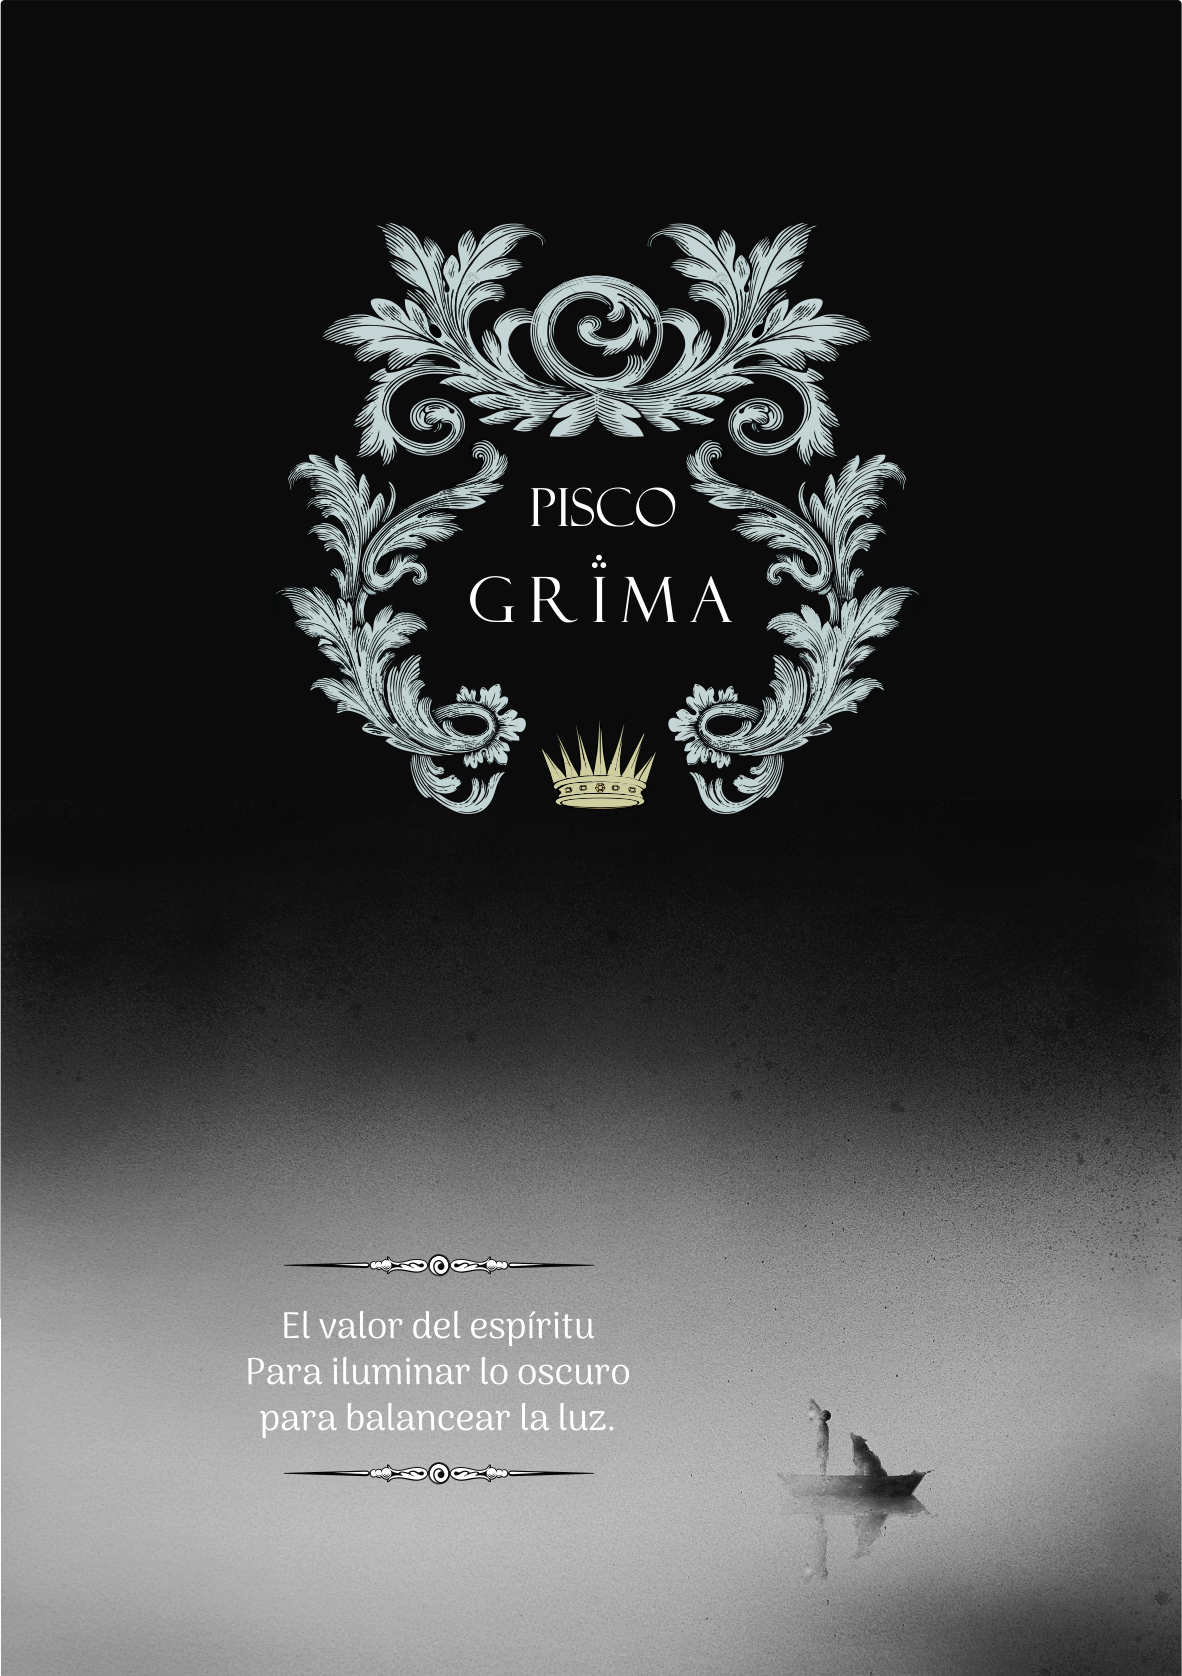 PISCO
GRÏMA
El valor del espíritu
Para iluminar lo oscuro
para balancear la luz.